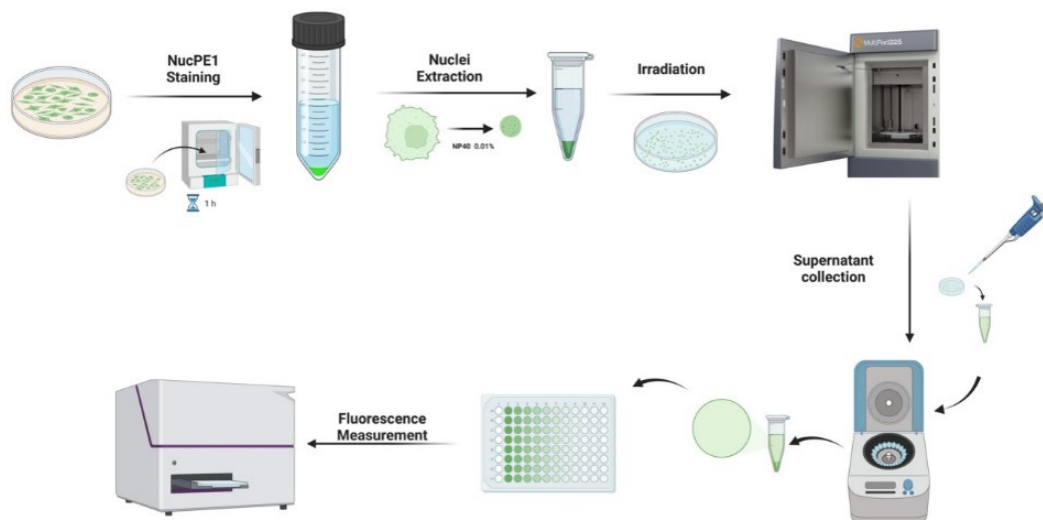 NucPE1
Staining
Nuclei
Extraction
Irradiation
MultiRad225
NP40 0.01%
1 h
Supernatant
collection
Fluorescence
Measurement